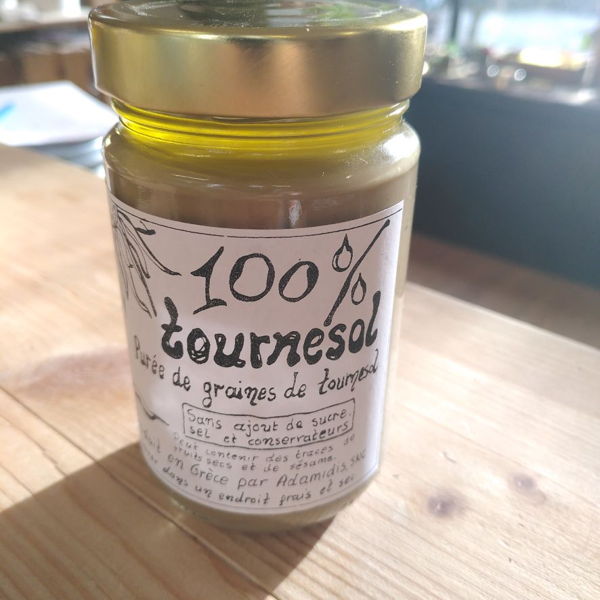 100%
tournesol
Purée de graines de tournesol
Sans ajout de sucre,
sel et conservateurs
Peut contenir des traces de
fruits secs et de sésame.
en Grèce par Adamidis.
dans un endroit frais et sec